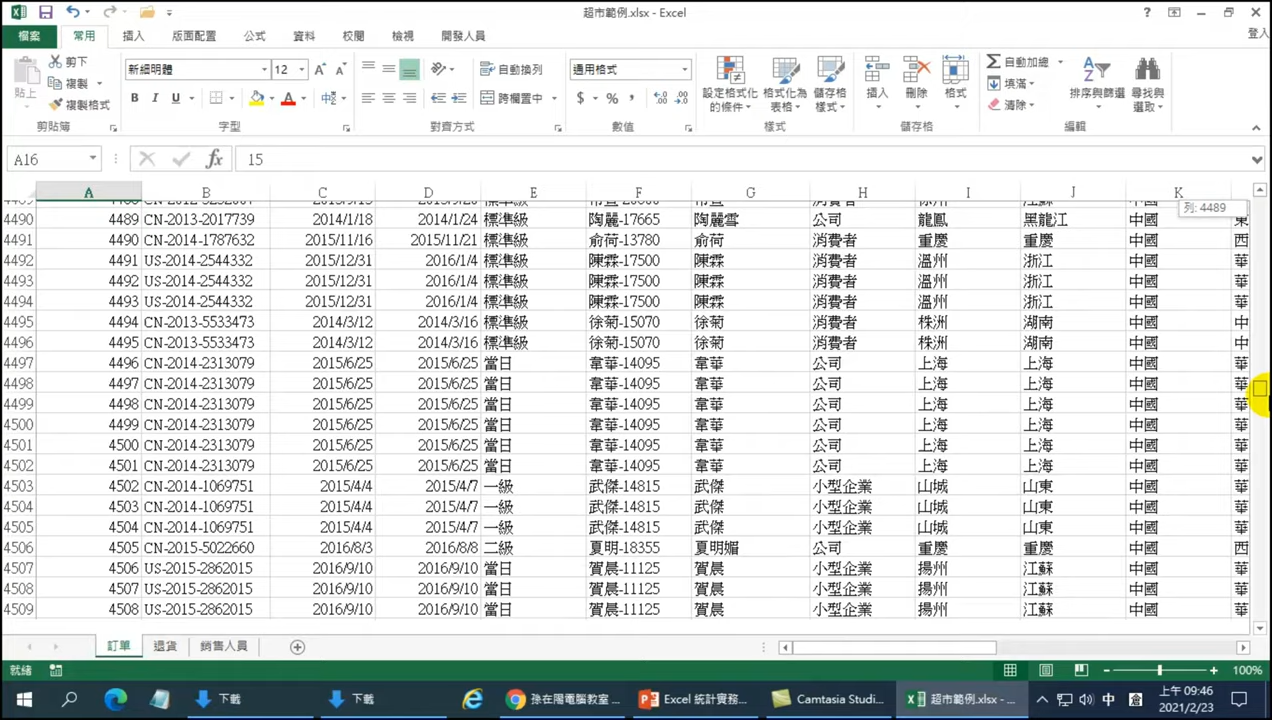 超市範例.xlsx - Excel
登入
檔案 常用 插入 版面配置 公式 資料 校閱 檢視 開發人員
貼上 剪下 複製 複製格式 剪貼簿
新細明體 12 B I U 字型
自動換列 跨欄置中 對齊方式
通用格式 $ % , 數值
設定格式化的條件 格式化為表格 儲存格樣式 樣式
插入 刪除 格式 儲存格
自動加總 填滿 清除 排序與篩選 尋找與選取 編輯
A16 fx 15
A B C D E F G H I J K
列: 4489
4490 4489 CN-2013-2017739 2014/1/18 2014/1/24 標準級 陶麗-17665 陶麗雪 公司 龍鳳 黑龍江 中國 東
4491 4490 CN-2014-1787632 2015/11/16 2015/11/21 標準級 俞荷-13780 俞荷 消費者 重慶 重慶 中國 西
4492 4491 US-2014-2544332 2015/12/31 2016/1/4 標準級 陳霖-17500 陳霖 消費者 溫州 浙江 中國 華
4493 4492 US-2014-2544332 2015/12/31 2016/1/4 標準級 陳霖-17500 陳霖 消費者 溫州 浙江 中國 華
4494 4493 US-2014-2544332 2015/12/31 2016/1/4 標準級 陳霖-17500 陳霖 消費者 溫州 浙江 中國 華
4495 4494 CN-2013-5533473 2014/3/12 2014/3/16 標準級 徐菊-15070 徐菊 消費者 株洲 湖南 中國 中
4496 4495 CN-2013-5533473 2014/3/12 2014/3/16 標準級 徐菊-15070 徐菊 消費者 株洲 湖南 中國 中
4497 4496 CN-2014-2313079 2015/6/25 2015/6/25 當日 韋華-14095 韋華 公司 上海 上海 中國 華
4498 4497 CN-2014-2313079 2015/6/25 2015/6/25 當日 韋華-14095 韋華 公司 上海 上海 中國 華
4499 4498 CN-2014-2313079 2015/6/25 2015/6/25 當日 韋華-14095 韋華 公司 上海 上海 中國 華
4500 4499 CN-2014-2313079 2015/6/25 2015/6/25 當日 韋華-14095 韋華 公司 上海 上海 中國 華
4501 4500 CN-2014-2313079 2015/6/25 2015/6/25 當日 韋華-14095 韋華 公司 上海 上海 中國 華
4502 4501 CN-2014-2313079 2015/6/25 2015/6/25 當日 韋華-14095 韋華 公司 上海 上海 中國 華
4503 4502 CN-2014-1069751 2015/4/4 2015/4/7 一級 武傑-14815 武傑 小型企業 山城 山東 中國 華
4504 4503 CN-2014-1069751 2015/4/4 2015/4/7 一級 武傑-14815 武傑 小型企業 山城 山東 中國 華
4505 4504 CN-2014-1069751 2015/4/4 2015/4/7 一級 武傑-14815 武傑 小型企業 山城 山東 中國 華
4506 4505 CN-2015-5022660 2016/8/3 2016/8/8 二級 夏明-18355 夏明媚 公司 重慶 重慶 中國 西
4507 4506 US-2015-2862015 2016/9/10 2016/9/10 當日 賀晨-11125 賀晨 小型企業 揚州 江蘇 中國 華
4508 4507 US-2015-2862015 2016/9/10 2016/9/10 當日 賀晨-11125 賀晨 小型企業 揚州 江蘇 中國 華
4509 4508 US-2015-2862015 2016/9/10 2016/9/10 當日 賀晨-11125 賀晨 小型企業 揚州 江蘇 中國 華
訂單 退貨 銷售人員
就緒 100%
下載 下載 孫在陽電腦教室 ... Excel 統計實務... Camtasia Studi... 超市範例.xlsx - ... 中 上午 09:46
2021/2/23